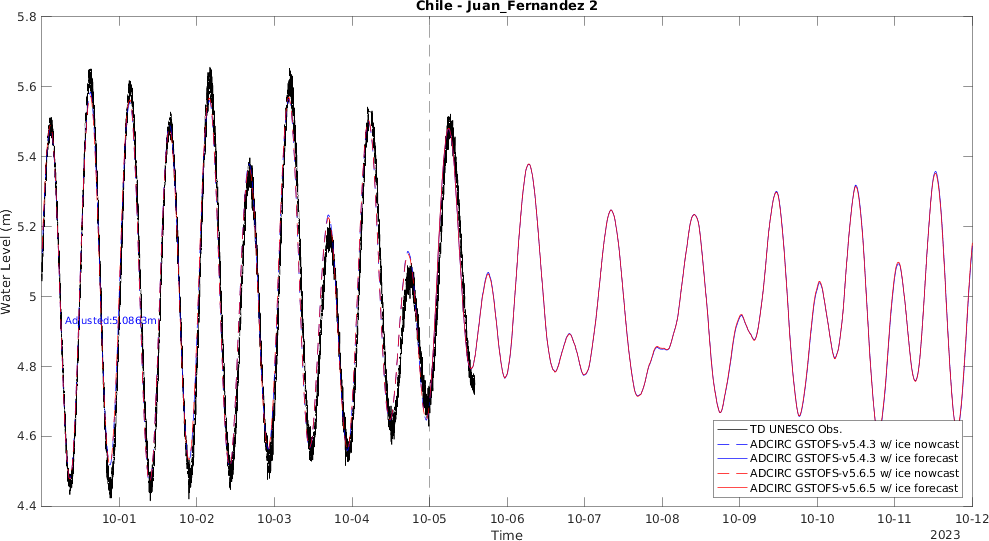 Chile - Juan_Fernandez 2
5.8
5.6
5.4
5.2
5
4.8
4.6
4.4
Water Level (m)
Adjusted:5.0863m
TD UNESCO Obs.
ADCIRC GSTOFS-v5.4.3 w/ ice nowcast
ADCIRC GSTOFS-v5.4.3 w/ ice forecast
ADCIRC GSTOFS-v5.6.5 w/ ice nowcast
ADCIRC GSTOFS-v5.6.5 w/ ice forecast
10-01 10-02 10-03 10-04 10-05 10-06 10-07 10-08 10-09 10-10 10-11 10-12
Time
2023